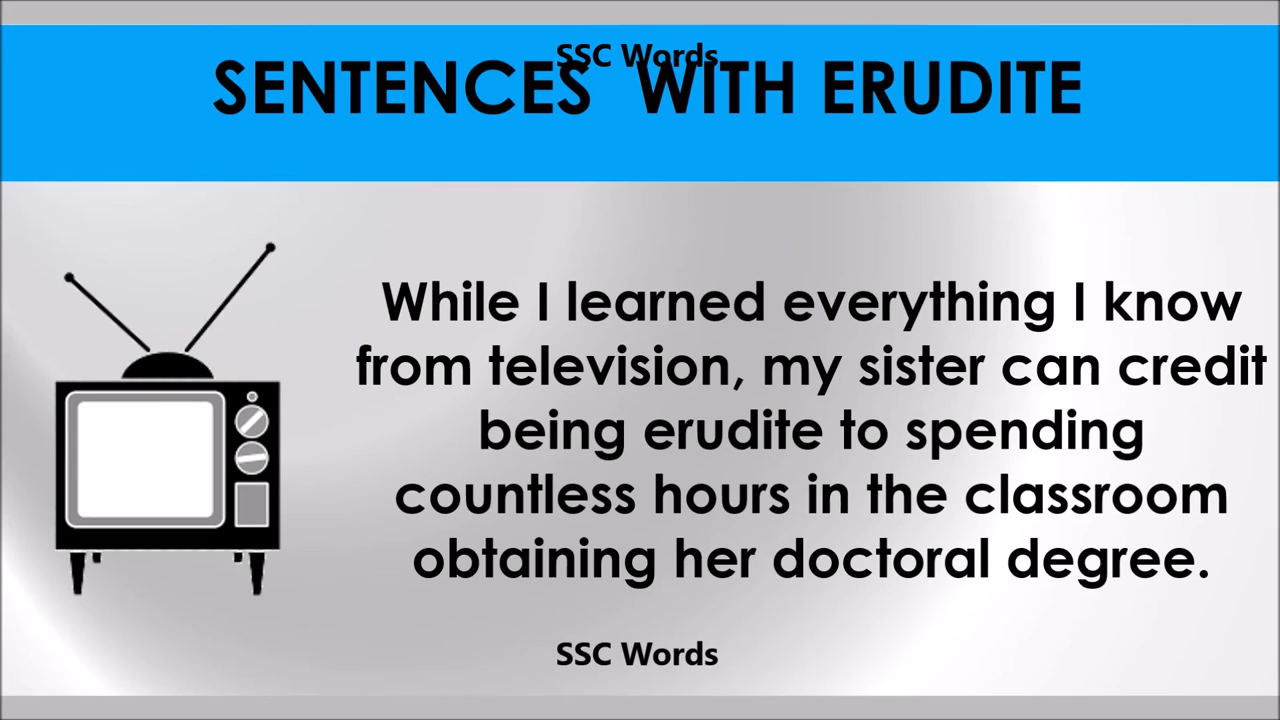 SSC Words
SENTENCES WITH ERUDITE
While I learned everything I know
from television, my sister can credit
being erudite to spending
countless hours in the classroom
obtaining her doctoral degree.
SSC Words